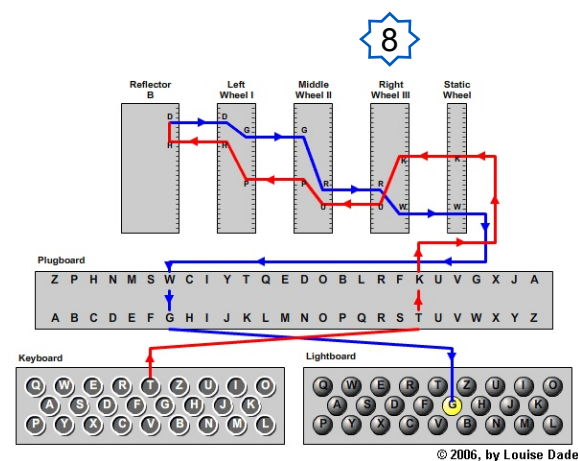 8
Reflector B
Left Wheel I
Middle Wheel II
Right Wheel III
Static Wheel
D D G G
H H K K
P P R R
D D W W
Plugboard
Z P H N M S W C I Y T Q E D O B L R F K U V G X J A
A B C D E F G H I J K L M N O P Q R S T U V W X Y Z
Keyboard
Q W E R T Z U I O
A S D F G H J K
P Y X C V B N M L
Lightboard
Q W E R T Z U I O
A S D F G H J K
P Y X C V B N M L
© 2006, by Louise Dade